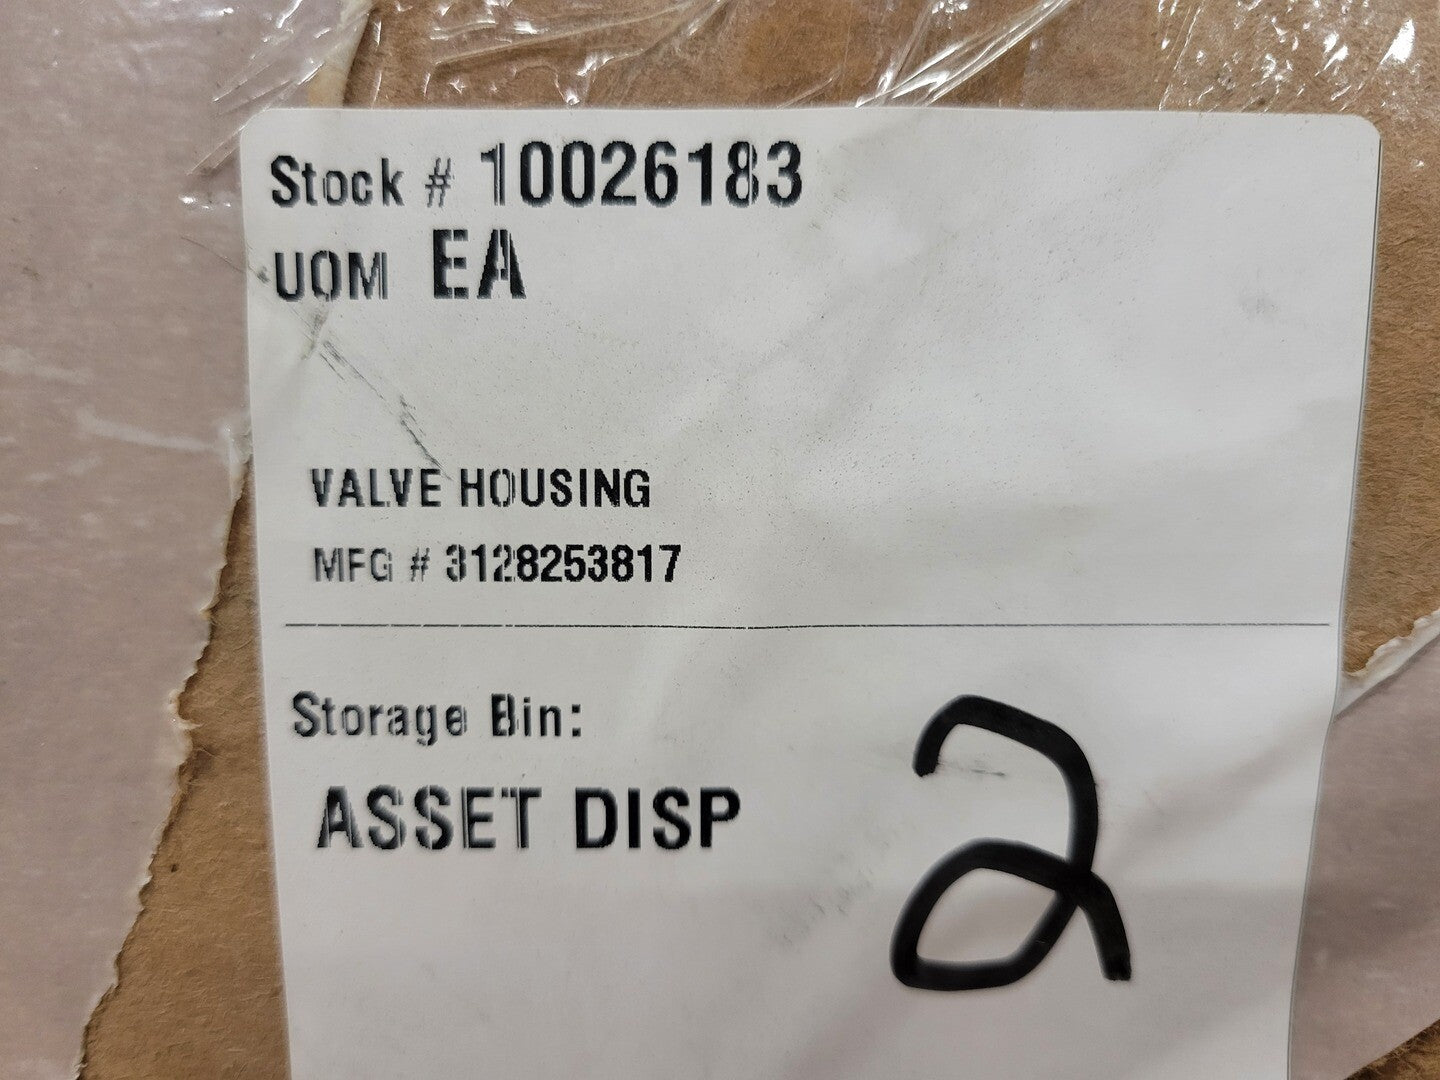 Stock # 10026183
UOM EA
VALVE HOUSING
MFG # 3128253817
Storage Bin:
ASSET DISP
2